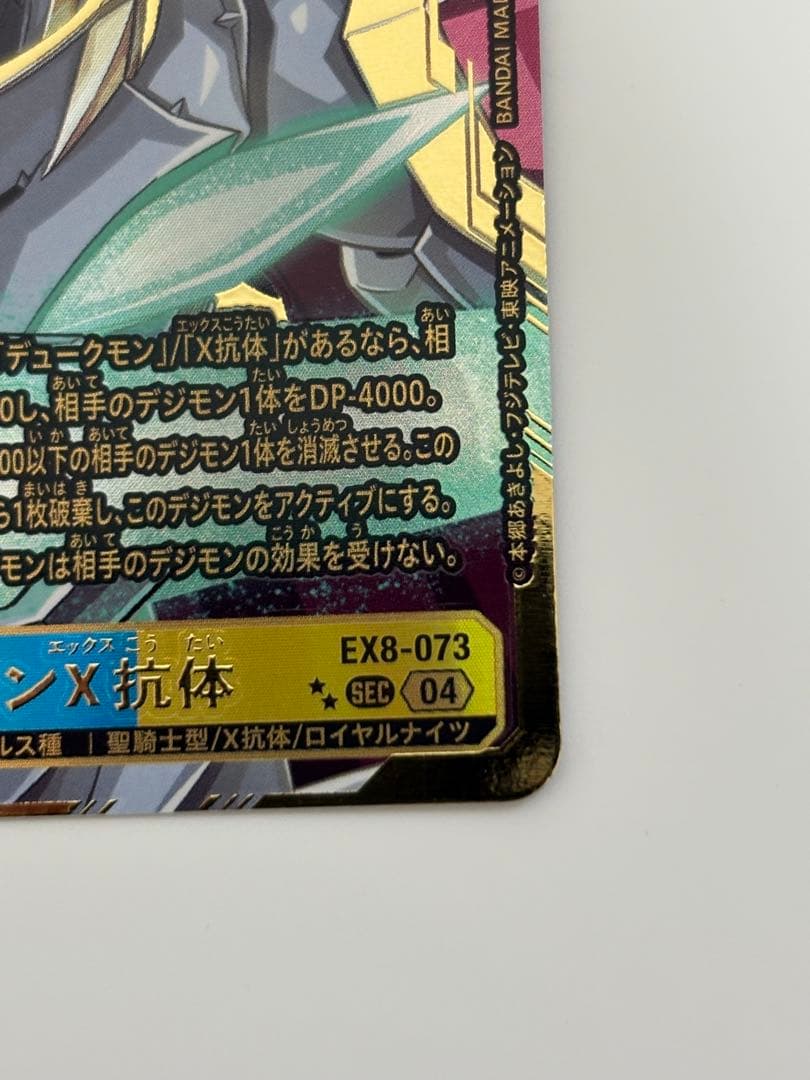 「デュークモン」/「X抗体」があるなら、相
0し、相手のデジモン1体をDP-4000。
00以下の相手のデジモン1体を消滅させる。この
ら1枚破棄し、このデジモンをアクティブにする。
モンは相手のデジモンの効果を受けない。
ンX抗体
EX8-073
SEC 04
ルス種 | 聖騎士型/X抗体/ロイヤルナイツ
©本郷あきよし・フジテレビ・東映アニメーション BANDAI MAD